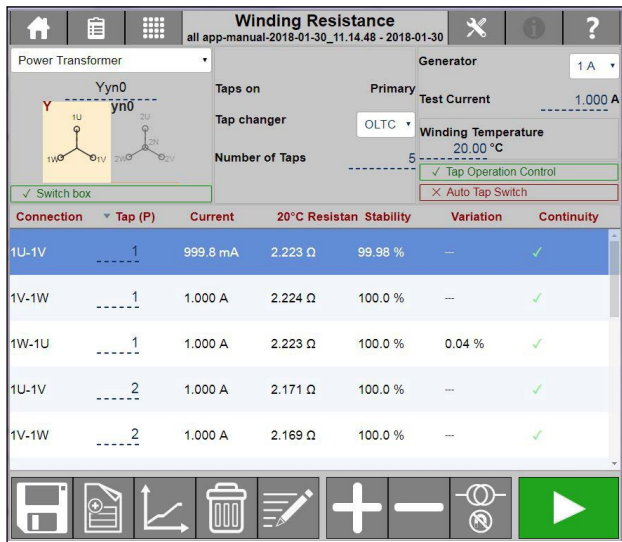 Winding Resistance
all app-manual-2018-01-30_11.14.48 - 2018-01-30
i
?
Power Transformer
Yyn0
Y
yn0
1U
2U
2N
1W
1V
2W
2V
✓ Switch box
Taps on Primary
Tap changer OLTC
Number of Taps 5
Generator 1 A
Test Current 1.000 A
Winding Temperature
20.00 °C
✓ Tap Operation Control
✕ Auto Tap Switch
Connection Tap (P) Current 20°C Resistan Stability Variation Continuity
1U-1V 1 999.8 mA 2.223 Ω 99.98 % --- ✓
1V-1W 1 1.000 A 2.224 Ω 100.0 % --- ✓
1W-1U 1 1.000 A 2.223 Ω 100.0 % 0.04 % ✓
1U-1V 2 1.000 A 2.171 Ω 100.0 % --- ✓
1V-1W 2 1.000 A 2.169 Ω 100.0 % --- ✓